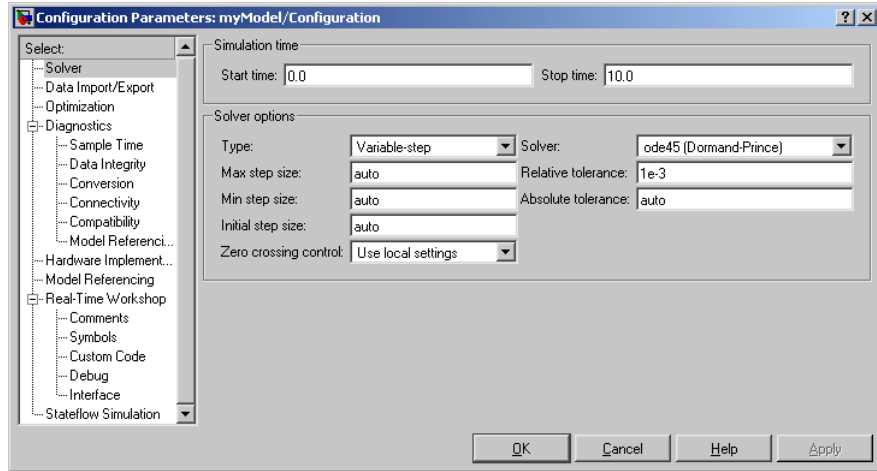 Configuration Parameters: myModel/Configuration
Select:
Solver
Data Import/Export
Optimization
Diagnostics
Sample Time
Data Integrity
Conversion
Connectivity
Compatibility
Model Referenci...
Hardware Implement...
Model Referencing
Real-Time Workshop
Comments
Symbols
Custom Code
Debug
Interface
Stateflow Simulation
Simulation time
Start time: 0.0 Stop time: 10.0
Solver options
Type: Variable-step Solver: ode45 (Dormand-Prince)
Max step size: auto Relative tolerance: 1e-3
Min step size: auto Absolute tolerance: auto
Initial step size: auto
Zero crossing control: Use local settings
OK Cancel Help Apply